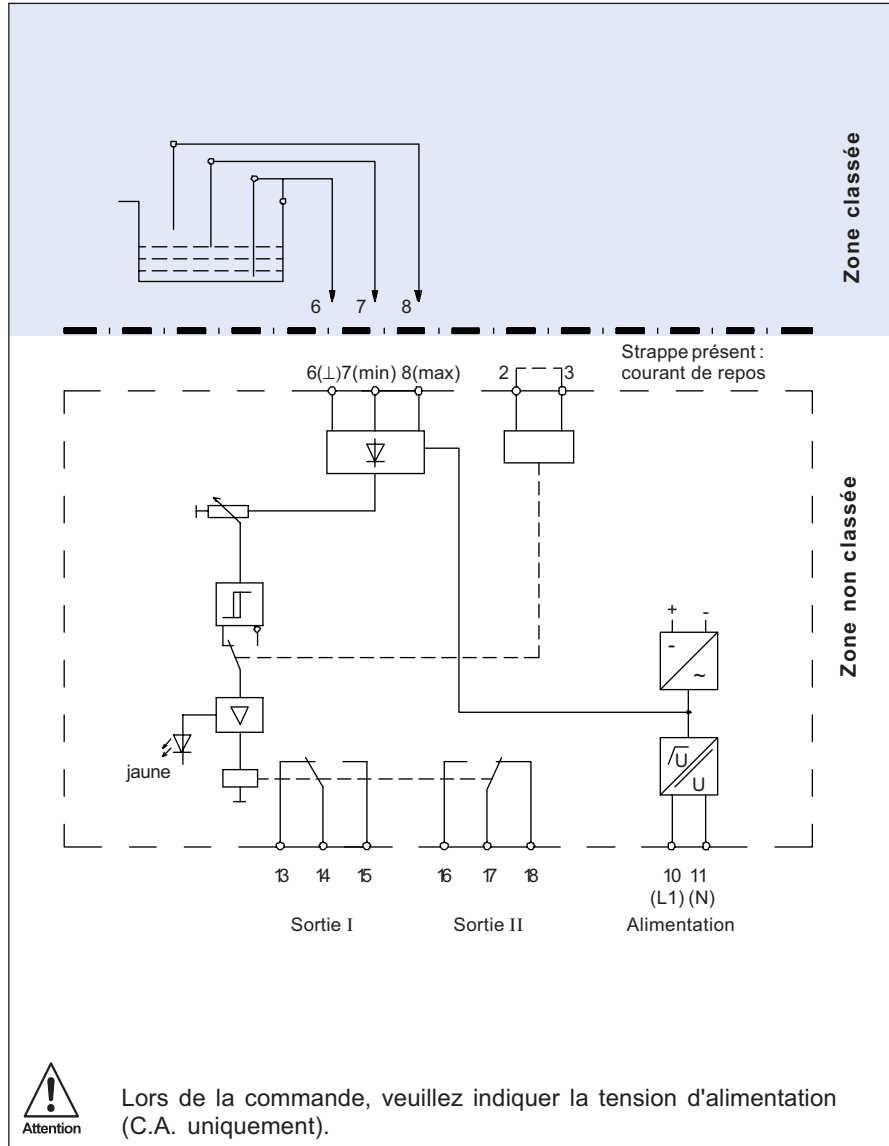 Zone classée
6 7 8
Strappe présent :
courant de repos
6(⊥)7(min) 8(max) 2 3
Zone non classée
+ -
-
~
U
U
jaune
13 14 15 16 17 18 10 11
(L1) (N)
Sortie I Sortie II Alimentation
Attention
Lors de la commande, veuillez indiquer la tension d'alimentation
(C.A. uniquement).